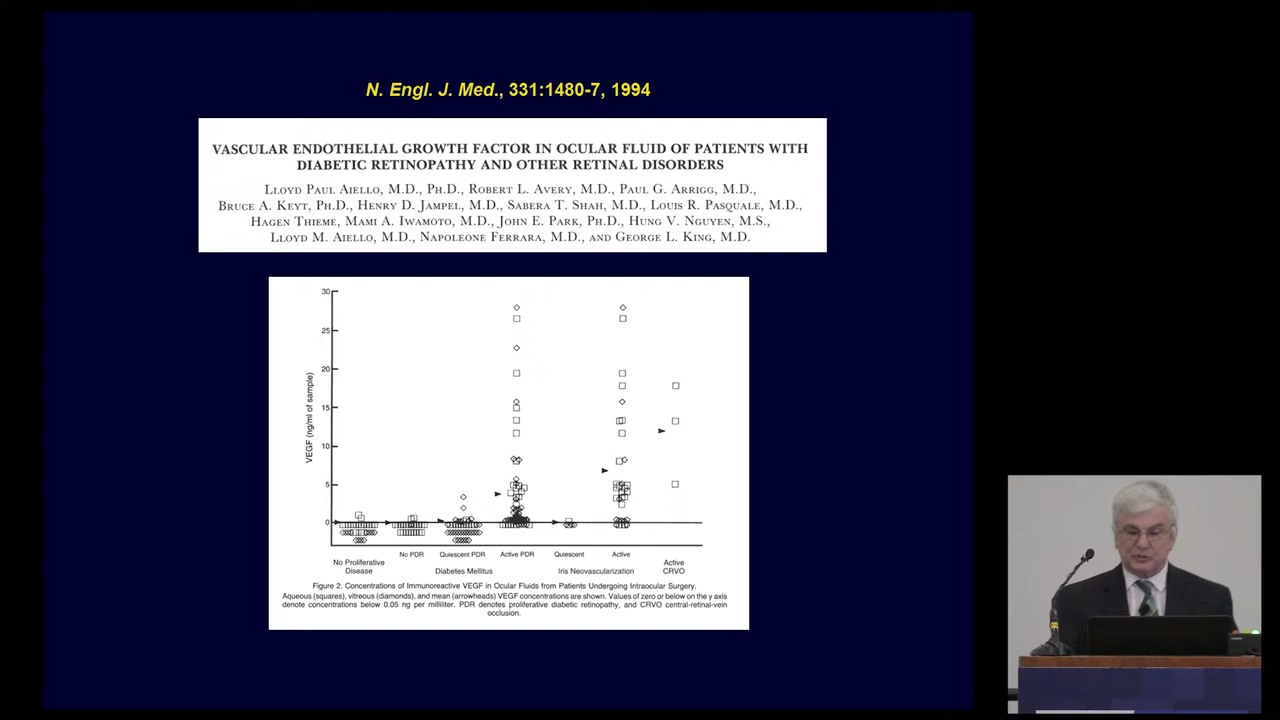 N. Engl. J. Med., 331:1480-7, 1994
VASCULAR ENDOTHELIAL GROWTH FACTOR IN OCULAR FLUID OF PATIENTS WITH
DIABETIC RETINOPATHY AND OTHER RETINAL DISORDERS
LLOYD PAUL AIELLO, M.D., PH.D., ROBERT L. AVERY, M.D., PAUL G. ARRIGG, M.D.,
BRUCE A. KEYT, PH.D., HENRY D. JAMPEL, M.D., SABERA T. SHAH, M.D., LOUIS R. PASQUALE, M.D.,
HAGEN THIEME, MAMI A. IWAMOTO, M.D., JOHN E. PARK, PH.D., HUNG V. NGUYEN, M.S.,
LLOYD M. AIELLO, M.D., NAPOLEONE FERRARA, M.D., AND GEORGE L. KING, M.D.
30
25
20
15
10
5
0
VEGF (ng/ml of sample)
No PDR Quiescent PDR Active PDR Quiescent Active
No Proliferative Disease
Diabetes Mellitus
Iris Neovascularization
Active CRVO
Figure 2. Concentrations of Immunoreactive VEGF in Ocular Fluids from Patients Undergoing Intraocular Surgery.
Aqueous (squares), vitreous (diamonds), and mean (arrowheads) VEGF concentrations are shown. Values of zero or below on the y axis
denote concentrations below 0.05 ng per milliliter. PDR denotes proliferative diabetic retinopathy, and CRVO central-retinal-vein
occlusion.